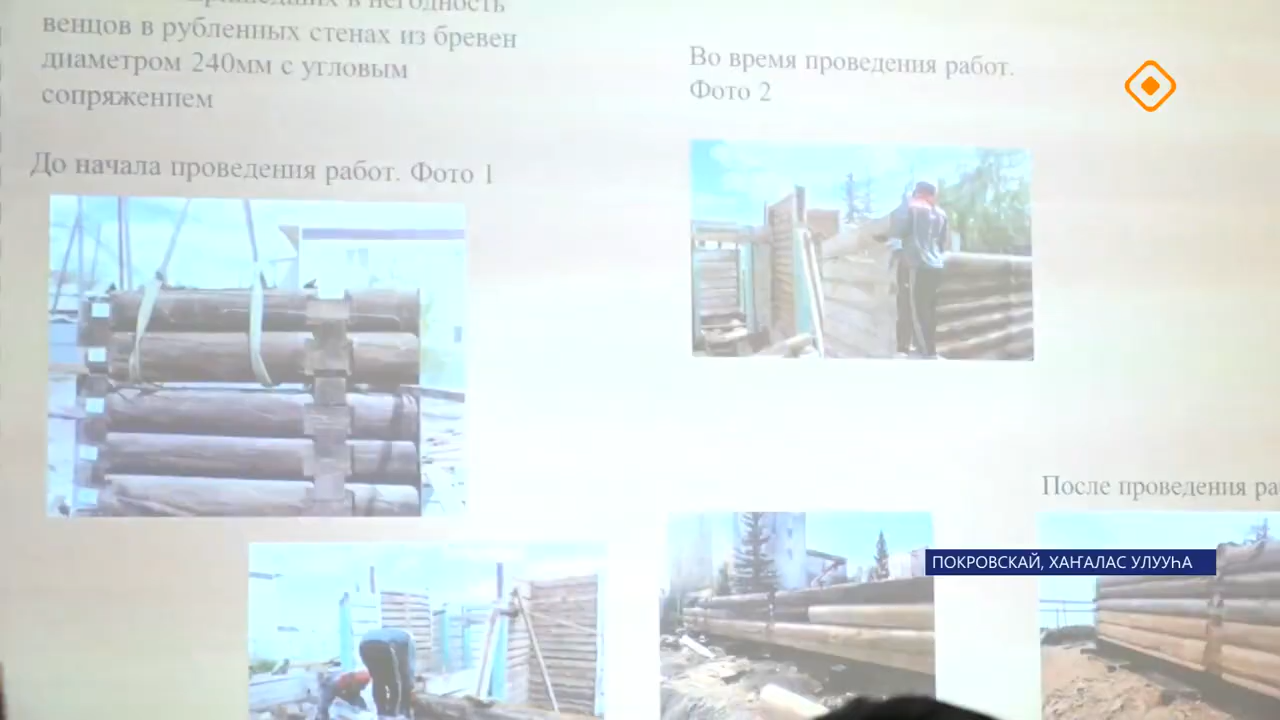 в негодность
венцов в рубленных стенах из бревен
диаметром 240мм с угловым
сопряжением
До начала проведения работ. Фото 1
Во время проведения работ.
Фото 2
После проведения
ПОКРОВСКАЙ, ХАҤАЛАС УЛУУҺА